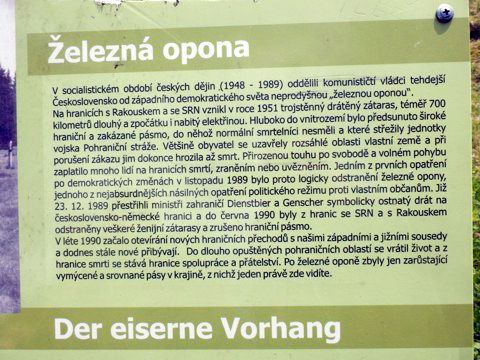 Železná opona
V socialistickém období českých dějin (1948 - 1989) oddělili komunističtí vládci tehdejší
Československo od západního demokratického světa neprodyšnou „železnou oponou".
Na hranicích s Rakouskem a se SRN vznikl v roce 1951 trojstěnný drátěný zátaras, téměř 700
kilometrů dlouhý a zpočátku i nabitý elektřinou. Hluboko do vnitrozemí bylo předsunuto široké
hraniční a zakázané pásmo, do něhož normální smrtelníci nesměli a které střežily jednotky
vojska Pohraniční stráže. Většině obyvatel se uzavřely rozsáhlé oblasti vlastní země a při
porušení zákazu jim dokonce hrozila až smrt. Přirozenou touhu po svobodě a volném pohybu
zaplatilo mnoho lidí na hranicích smrtí, zraněním nebo uvězněním. Jedním z prvních opatření
po demokratických změnách v listopadu 1989 bylo proto logicky odstranění železné opony,
jednoho z nejabsurdnějších násilných opatření politického režimu proti vlastním občanům. Již
23. 12. 1989 přestřihli ministři zahraničí Dienstbier a Genscher symbolicky ostnatý drát na
československo-německé hranici a do června 1990 byly z hranic se SRN a s Rakouskem
odstraněny veškeré ženijní zátarasy a zrušeno hraniční pásmo.
V létě 1990 začalo otevírání nových hraničních přechodů s našimi západními a jižními sousedy
a dodnes stále nové přibývají.  Do dlouho opuštěných pohraničních oblastí se vrátil život a z
hranice smrti se stává hranice spolupráce a přátelství. Po železné oponě zbyly jen zarůstající
vymýcené a srovnané pásy v krajině, z nichž jeden právě zde vidíte.
Der eiserne Vorhang